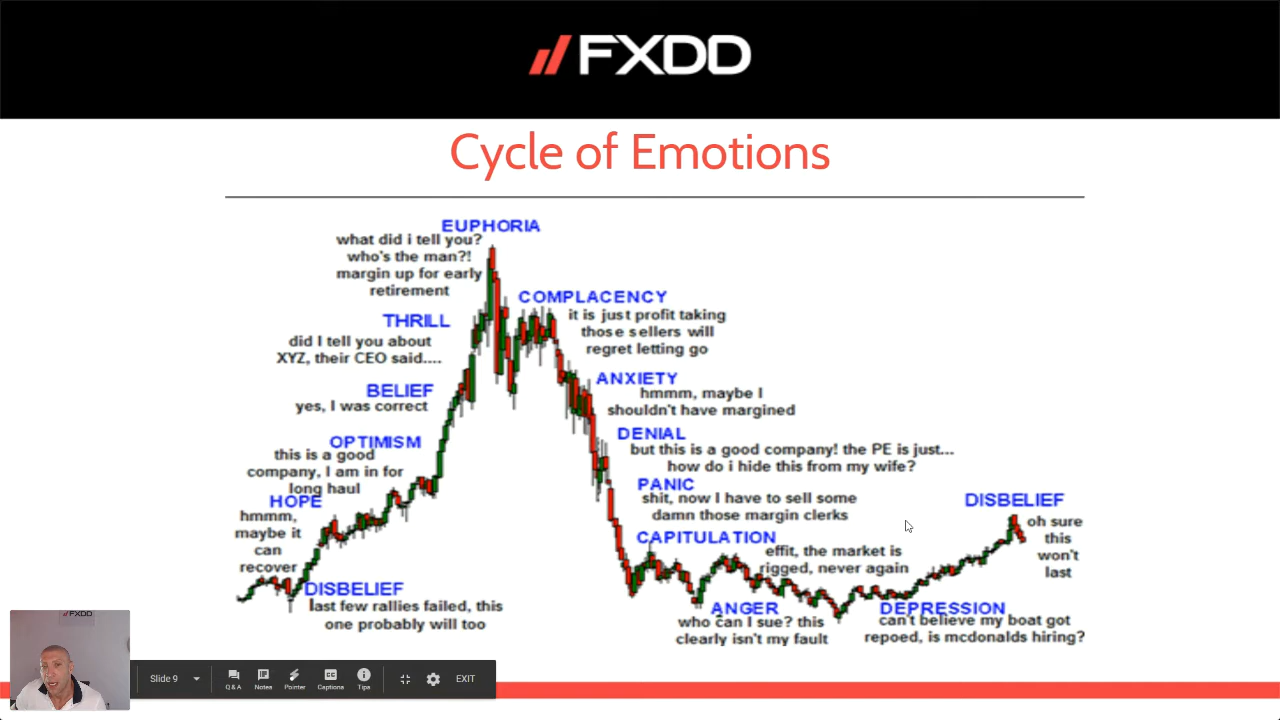 FXDD
Cycle of Emotions
EUPHORIA
what did i tell you?
who's the man?!
margin up for early
retirement
COMPLACENCY
it is just profit taking
those sellers will
regret letting go
THRILL
did I tell you about
XYZ, their CEO said....
ANXIETY
hmmm, maybe I
shouldn't have margined
BELIEF
yes, I was correct
DENIAL
but this is a good company! the PE is just...
how do i hide this from my wife?
OPTIMISM
this is a good
company, I am in for
long haul
PANIC
shit, now I have to sell some
damn those margin clerks
HOPE
hmmm,
maybe it
can
recover
CAPITULATION
effit, the market is
rigged, never again
DISBELIEF
oh sure
this
won't
last
DISBELIEF
last few rallies failed, this
one probably will too
ANGER
who can I sue? this
clearly isn't my fault
DEPRESSION
can't believe my boat got
repoed, is mcdonalds hiring?
FXDD
Slide 9
Q&A
Notes
Pointer
CC
Captions
Tips
EXIT